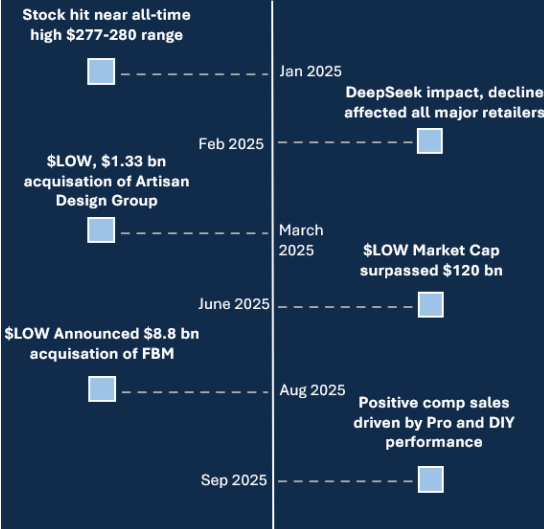 Stock hit near all-time
high $277-280 range
Jan 2025
DeepSeek impact, decline
affected all major retailers
Feb 2025
$LOW, $1.33 bn
acquisation of Artisan
Design Group
March
2025
$LOW Market Cap
surpassed $120 bn
June 2025
$LOW Announced $8.8 bn
acquisation of FBM
Aug 2025
Positive comp sales
driven by Pro and DIY
performance
Sep 2025